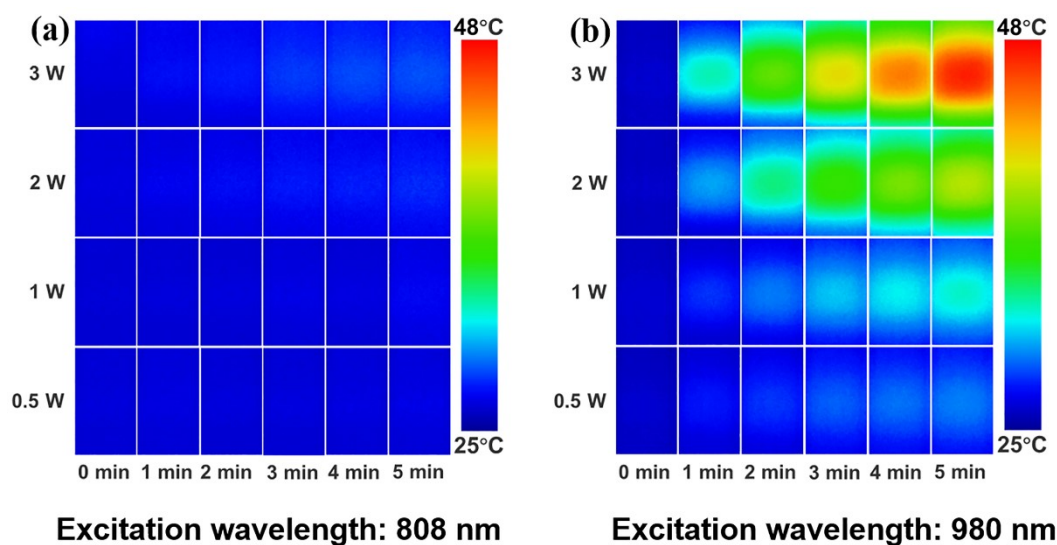 (a)
48°C
3 W
2 W
1 W
0.5 W
25°C
0 min 1 min 2 min 3 min 4 min 5 min
Excitation wavelength: 808 nm
(b)
48°C
3 W
2 W
1 W
0.5 W
25°C
0 min 1 min 2 min 3 min 4 min 5 min
Excitation wavelength: 980 nm